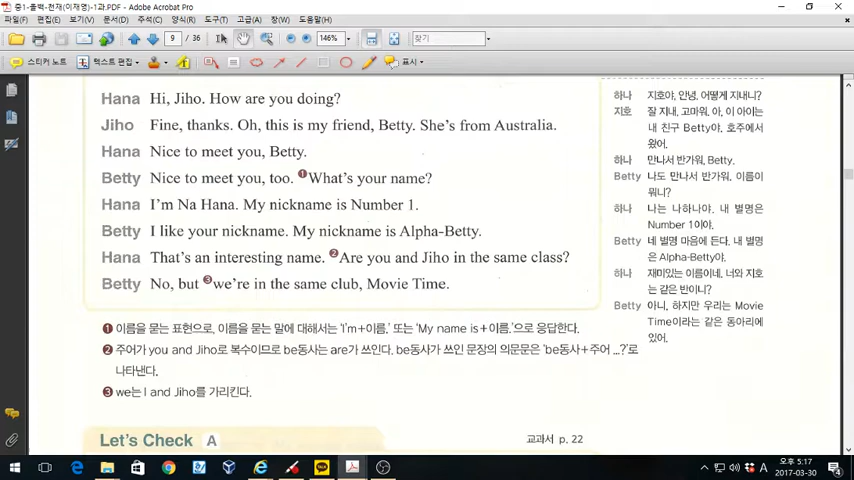 중1-줄백-천재(이재영)-1과.PDF - Adobe Acrobat Pro
파일(F) 편집(E) 보기(V) 문서(D) 주석(C) 양식(R) 도구(T) 고급(A) 창(W) 도움말(H)
9 / 36 146% 찾기
스티커 노트 텍스트 편집 표시
Hana Hi, Jiho. How are you doing?
Jiho Fine, thanks. Oh, this is my friend, Betty. She's from Australia.
Hana Nice to meet you, Betty.
Betty Nice to meet you, too. ❶What's your name?
Hana I'm Na Hana. My nickname is Number 1.
Betty I like your nickname. My nickname is Alpha-Betty.
Hana That's an interesting name. ❷Are you and Jiho in the same class?
Betty No, but ❸we're in the same club, Movie Time.
하나 지호야, 안녕. 어떻게 지내니?
지호 잘 지내, 고마워. 아, 이 아이는
내 친구 Betty야. 호주에서
왔어.
하나 만나서 반가워, Betty.
Betty 나도 만나서 반가워. 이름이
뭐니?
하나 나는 나하나야. 내 별명은
Number 1이야.
Betty 네 별명 마음에 든다. 내 별명
은 Alpha-Betty야.
하나 재미있는 이름이네. 너와 지호
는 같은 반이니?
Betty 아니, 하지만 우리는 Movie
Time이라는 같은 동아리에
있어.
❶ 이름을 묻는 표현으로, 이름을 묻는 말에 대해서는 'I'm+이름.' 또는 'My name is+이름.'으로 응답한다.
❷ 주어가 you and Jiho로 복수이므로 be동사는 are가 쓰인다. be동사가 쓰인 문장의 의문문은 'be동사+주어 ...?'로
나타낸다.
❸ we는 I and Jiho를 가리킨다.
Let's Check A
교과서 p. 22
A 오후 5:17
2017-03-30
4